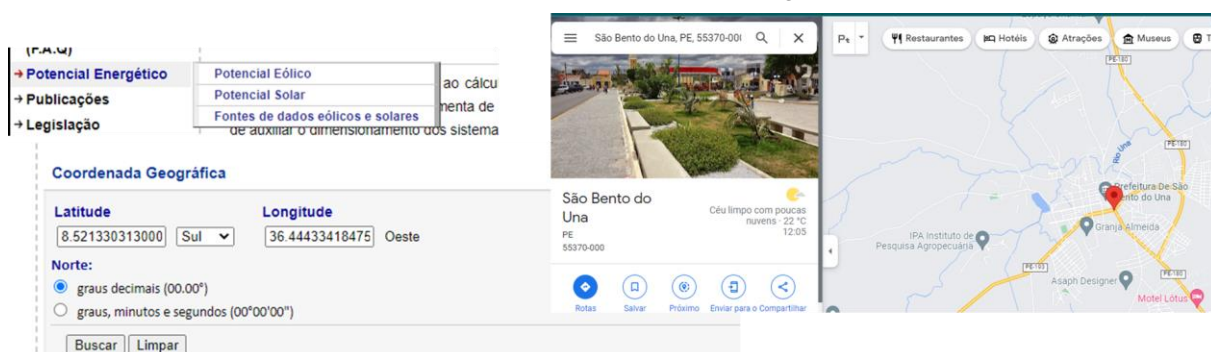 (F.A.Q)
Potencial Energético
Publicações
Legislação
Potencial Eólico
Potencial Solar
Fontes de dados eólicos e solares
ao cálcu
menta de
de auxiliar o dimensionamento dos sistema
Coordenada Geográfica
Latitude
Longitude
8.521330313000 Sul
36.44433418475 Oeste
Norte:
graus decimais (00.00°)
graus, minutos e segundos (00°00'00")
Buscar Limpar
São Bento do Una, PE, 55370-00
São Bento do
Una
PE
55370-000
Céu limpo com poucas
nuvens · 22 °C
12:05
Rotas
Salvar
Próximo
Enviar para o
Compartilhar
Restaurantes
Hotéis
Atrações
Museus
PE-180
Rio Una
PE-180
Prefeitura De São
Bento do Una
Granja Almeida
IPA Instituto de
Pesquisa Agropecuária
PE-193
Asaph Designer
PE-180
Motel Lótus